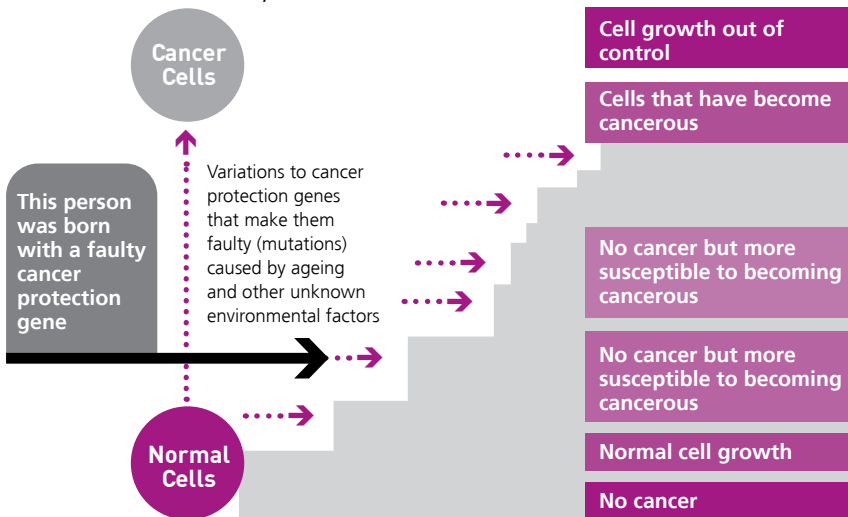 Cancer
Cells
This person
was born
with a faulty
cancer
protection
gene
Variations to cancer
protection genes
that make them
faulty (mutations)
caused by ageing
and other unknown
environmental factors
Normal
Cells
Cell growth out of
control
Cells that have become
cancerous
No cancer but more
susceptible to becoming
cancerous
No cancer but more
susceptible to becoming
cancerous
Normal cell growth
No cancer